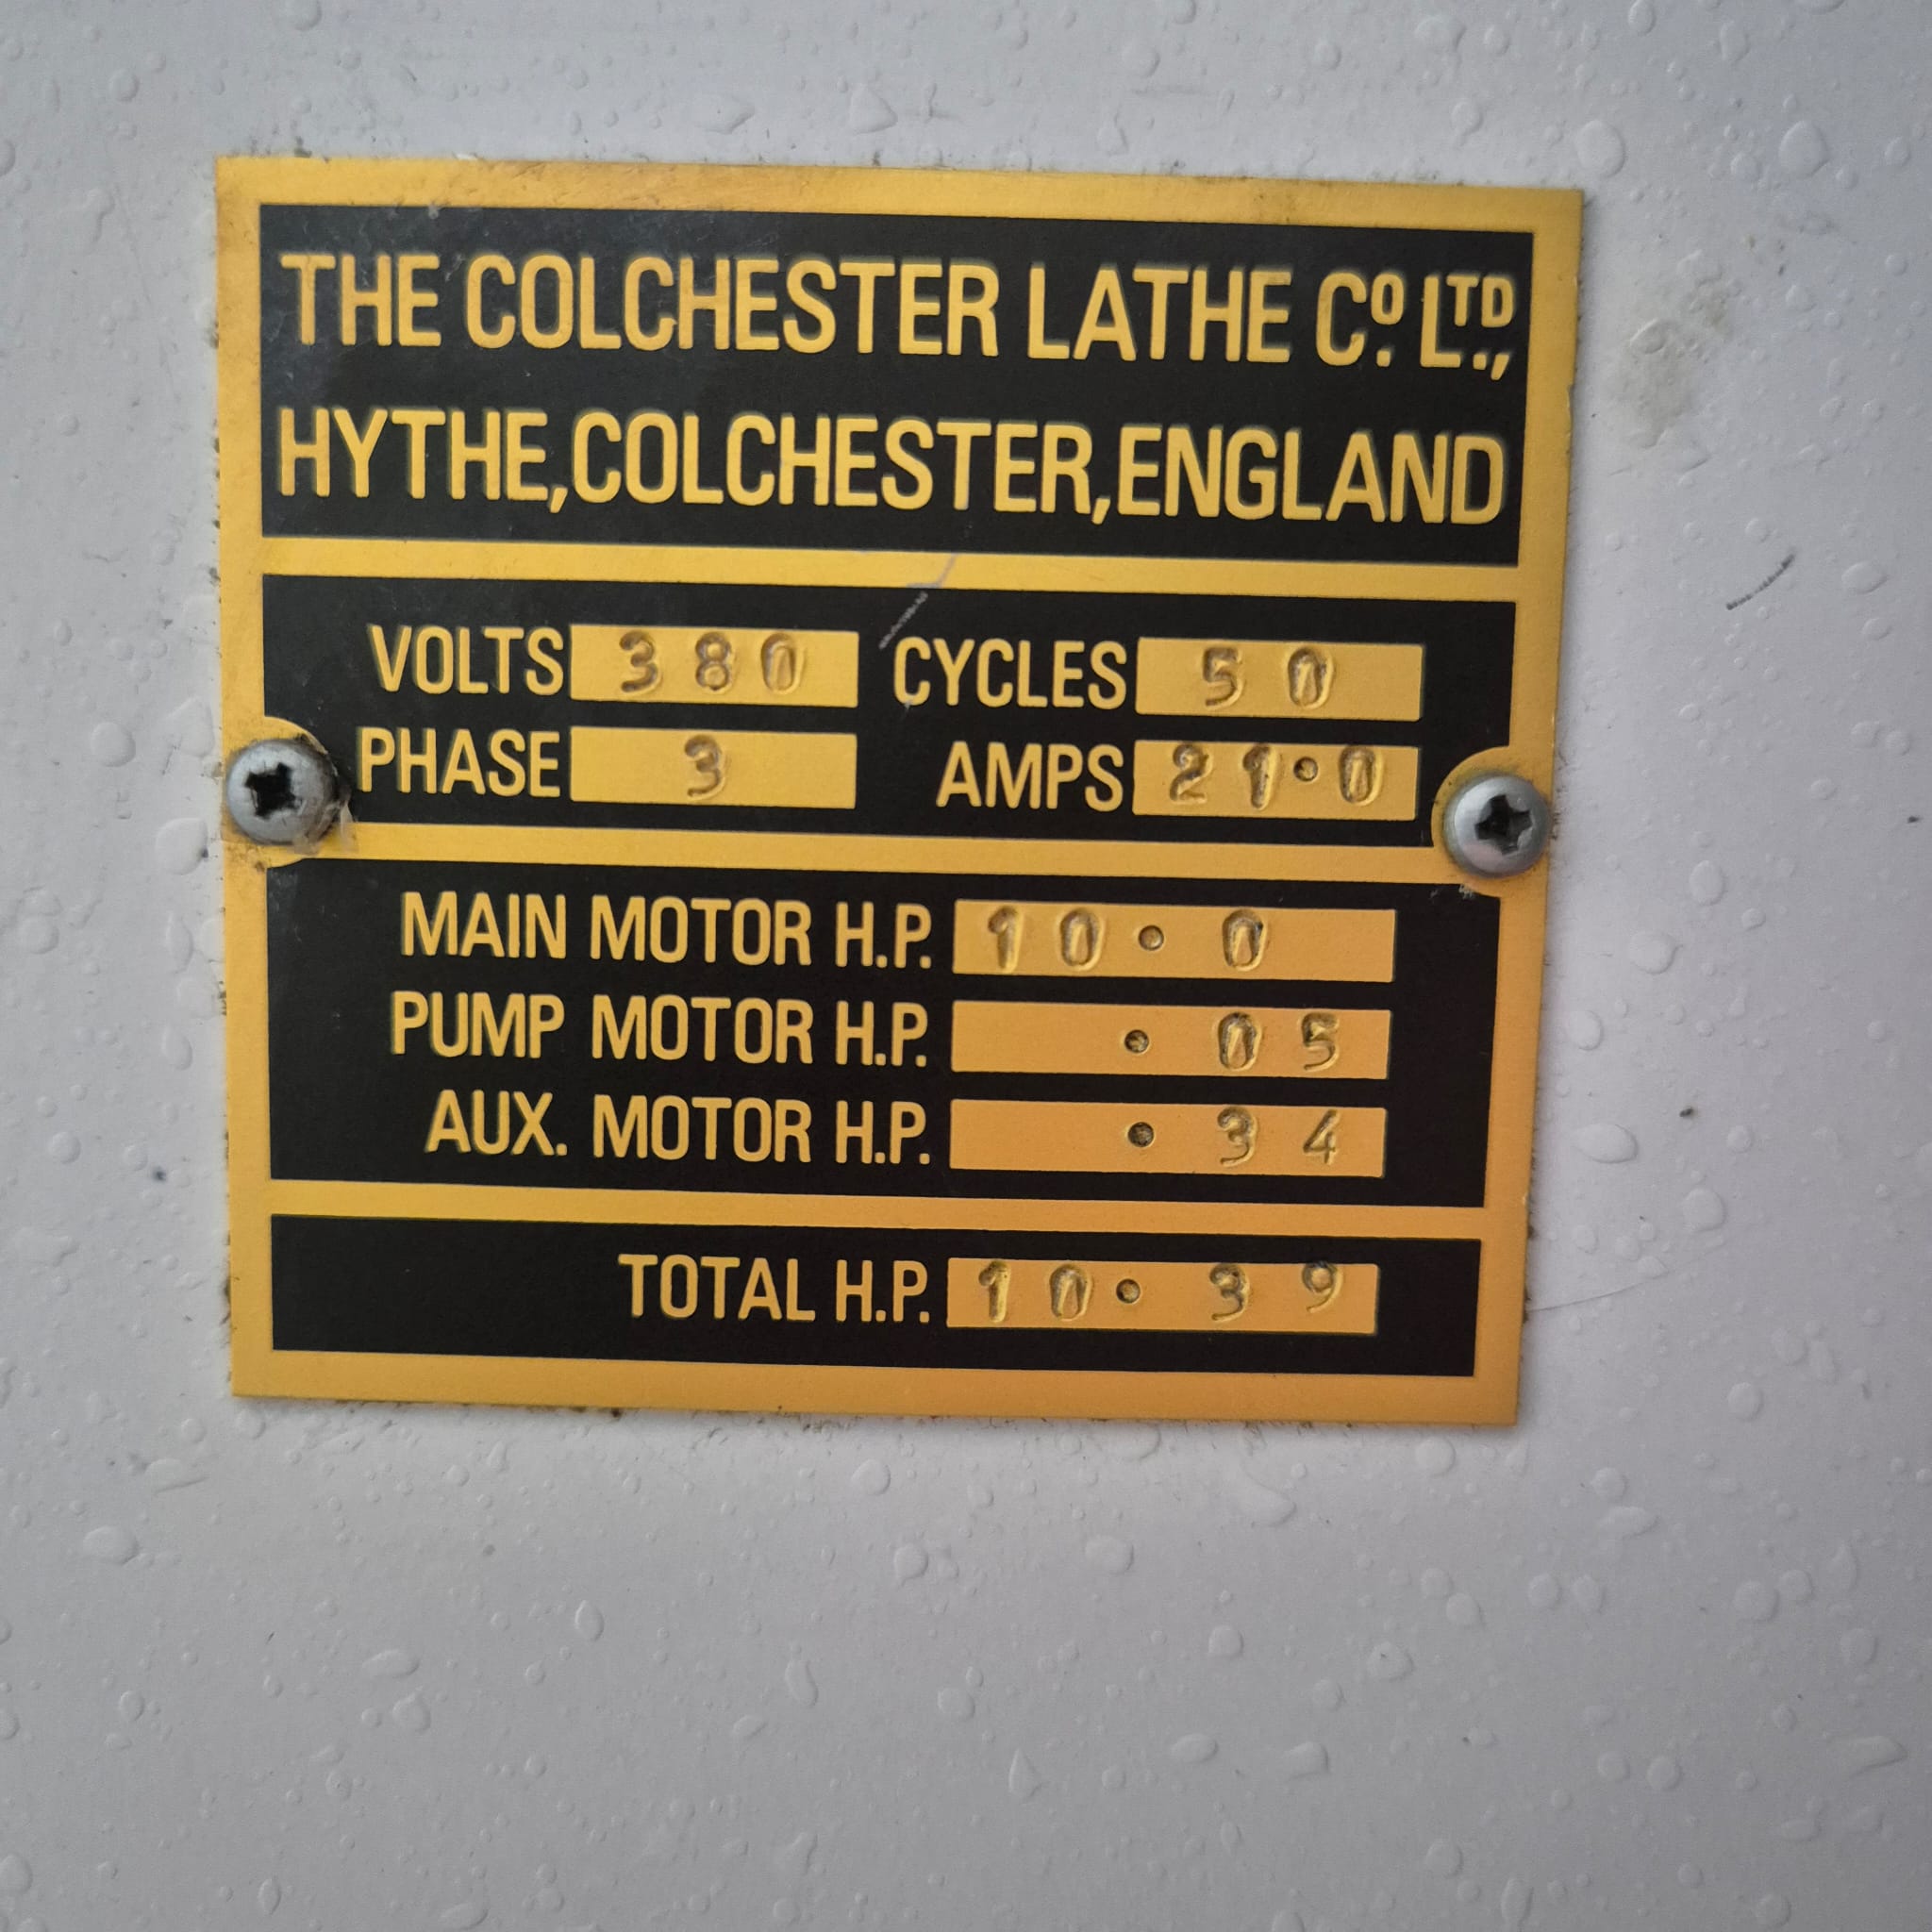 THE COLCHESTER LATHE CO. LTD.,
HYTHE, COLCHESTER, ENGLAND
VOLTS 380 CYCLES 50
PHASE 3 AMPS 21.0
MAIN MOTOR H.P. 10.0
PUMP MOTOR H.P. .05
AUX. MOTOR H.P. .34
TOTAL H.P. 10.39